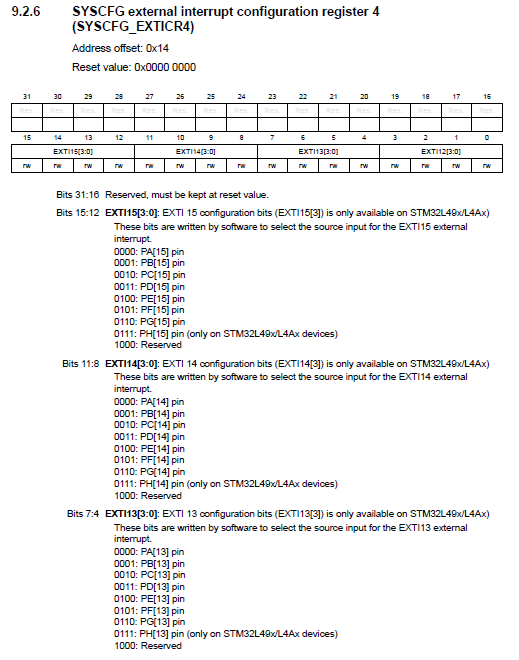 9.2.6 SYSCFG external interrupt configuration register 4
(SYSCFG_EXTICR4)
Address offset: 0x14
Reset value: 0x0000 0000
31 30 29 28 27 26 25 24 23 22 21 20 19 18 17 16
Res. Res. Res. Res. Res. Res. Res. Res. Res. Res. Res. Res. Res. Res. Res. Res.
15 14 13 12 11 10 9 8 7 6 5 4 3 2 1 0
EXTI15[3:0] EXTI14[3:0] EXTI13[3:0] EXTI12[3:0]
rw rw rw rw rw rw rw rw rw rw rw rw rw rw rw rw
Bits 31:16 Reserved, must be kept at reset value.
Bits 15:12 EXTI15[3:0]: EXTI 15 configuration bits (EXTI15[3]) is only available on STM32L49x/L4Ax)
These bits are written by software to select the source input for the EXTI15 external
interrupt.
0000: PA[15] pin
0001: PB[15] pin
0010: PC[15] pin
0011: PD[15] pin
0100: PE[15] pin
0101: PF[15] pin
0110: PG[15] pin
0111: PH[15] pin (only on STM32L49x/L4Ax devices)
1000: Reserved
Bits 11:8 EXTI14[3:0]: EXTI 14 configuration bits (EXTI14[3]) is only available on STM32L49x/L4Ax)
These bits are written by software to select the source input for the EXTI14 external
interrupt.
0000: PA[14] pin
0001: PB[14] pin
0010: PC[14] pin
0011: PD[14] pin
0100: PE[14] pin
0101: PF[14] pin
0110: PG[14] pin
0111: PH[14] pin (only on STM32L49x/L4Ax devices)
1000: Reserved
Bits 7:4 EXTI13[3:0]: EXTI 13 configuration bits (EXTI13[3]) is only available on STM32L49x/L4Ax)
These bits are written by software to select the source input for the EXTI13 external
interrupt.
0000: PA[13] pin
0001: PB[13] pin
0010: PC[13] pin
0011: PD[13] pin
0100: PE[13] pin
0101: PF[13] pin
0110: PG[13] pin
0111: PH[13] pin (only on STM32L49x/L4Ax devices)
1000: Reserved